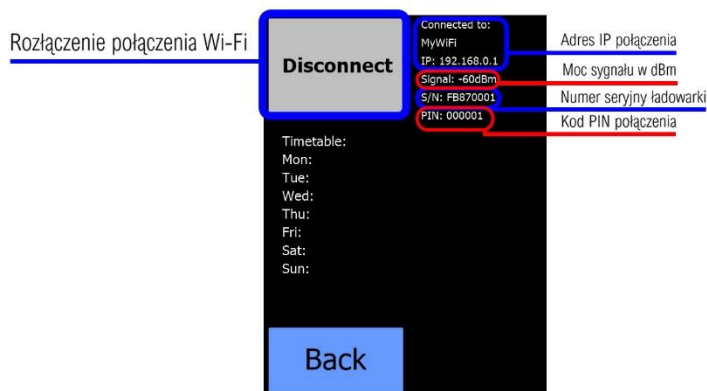 Rozłączenie połączenia Wi-Fi
Disconnect
Connected to:
MyWiFi
IP: 192.168.0.1
Signal: -60dBm
S/N: FB870001
PIN: 000001
Adres IP połączenia
Moc sygnału w dBm
Numer seryjny ładowarki
Kod PIN połączenia
Timetable:
Mon:
Tue:
Wed:
Thu:
Fri:
Sat:
Sun:
Back